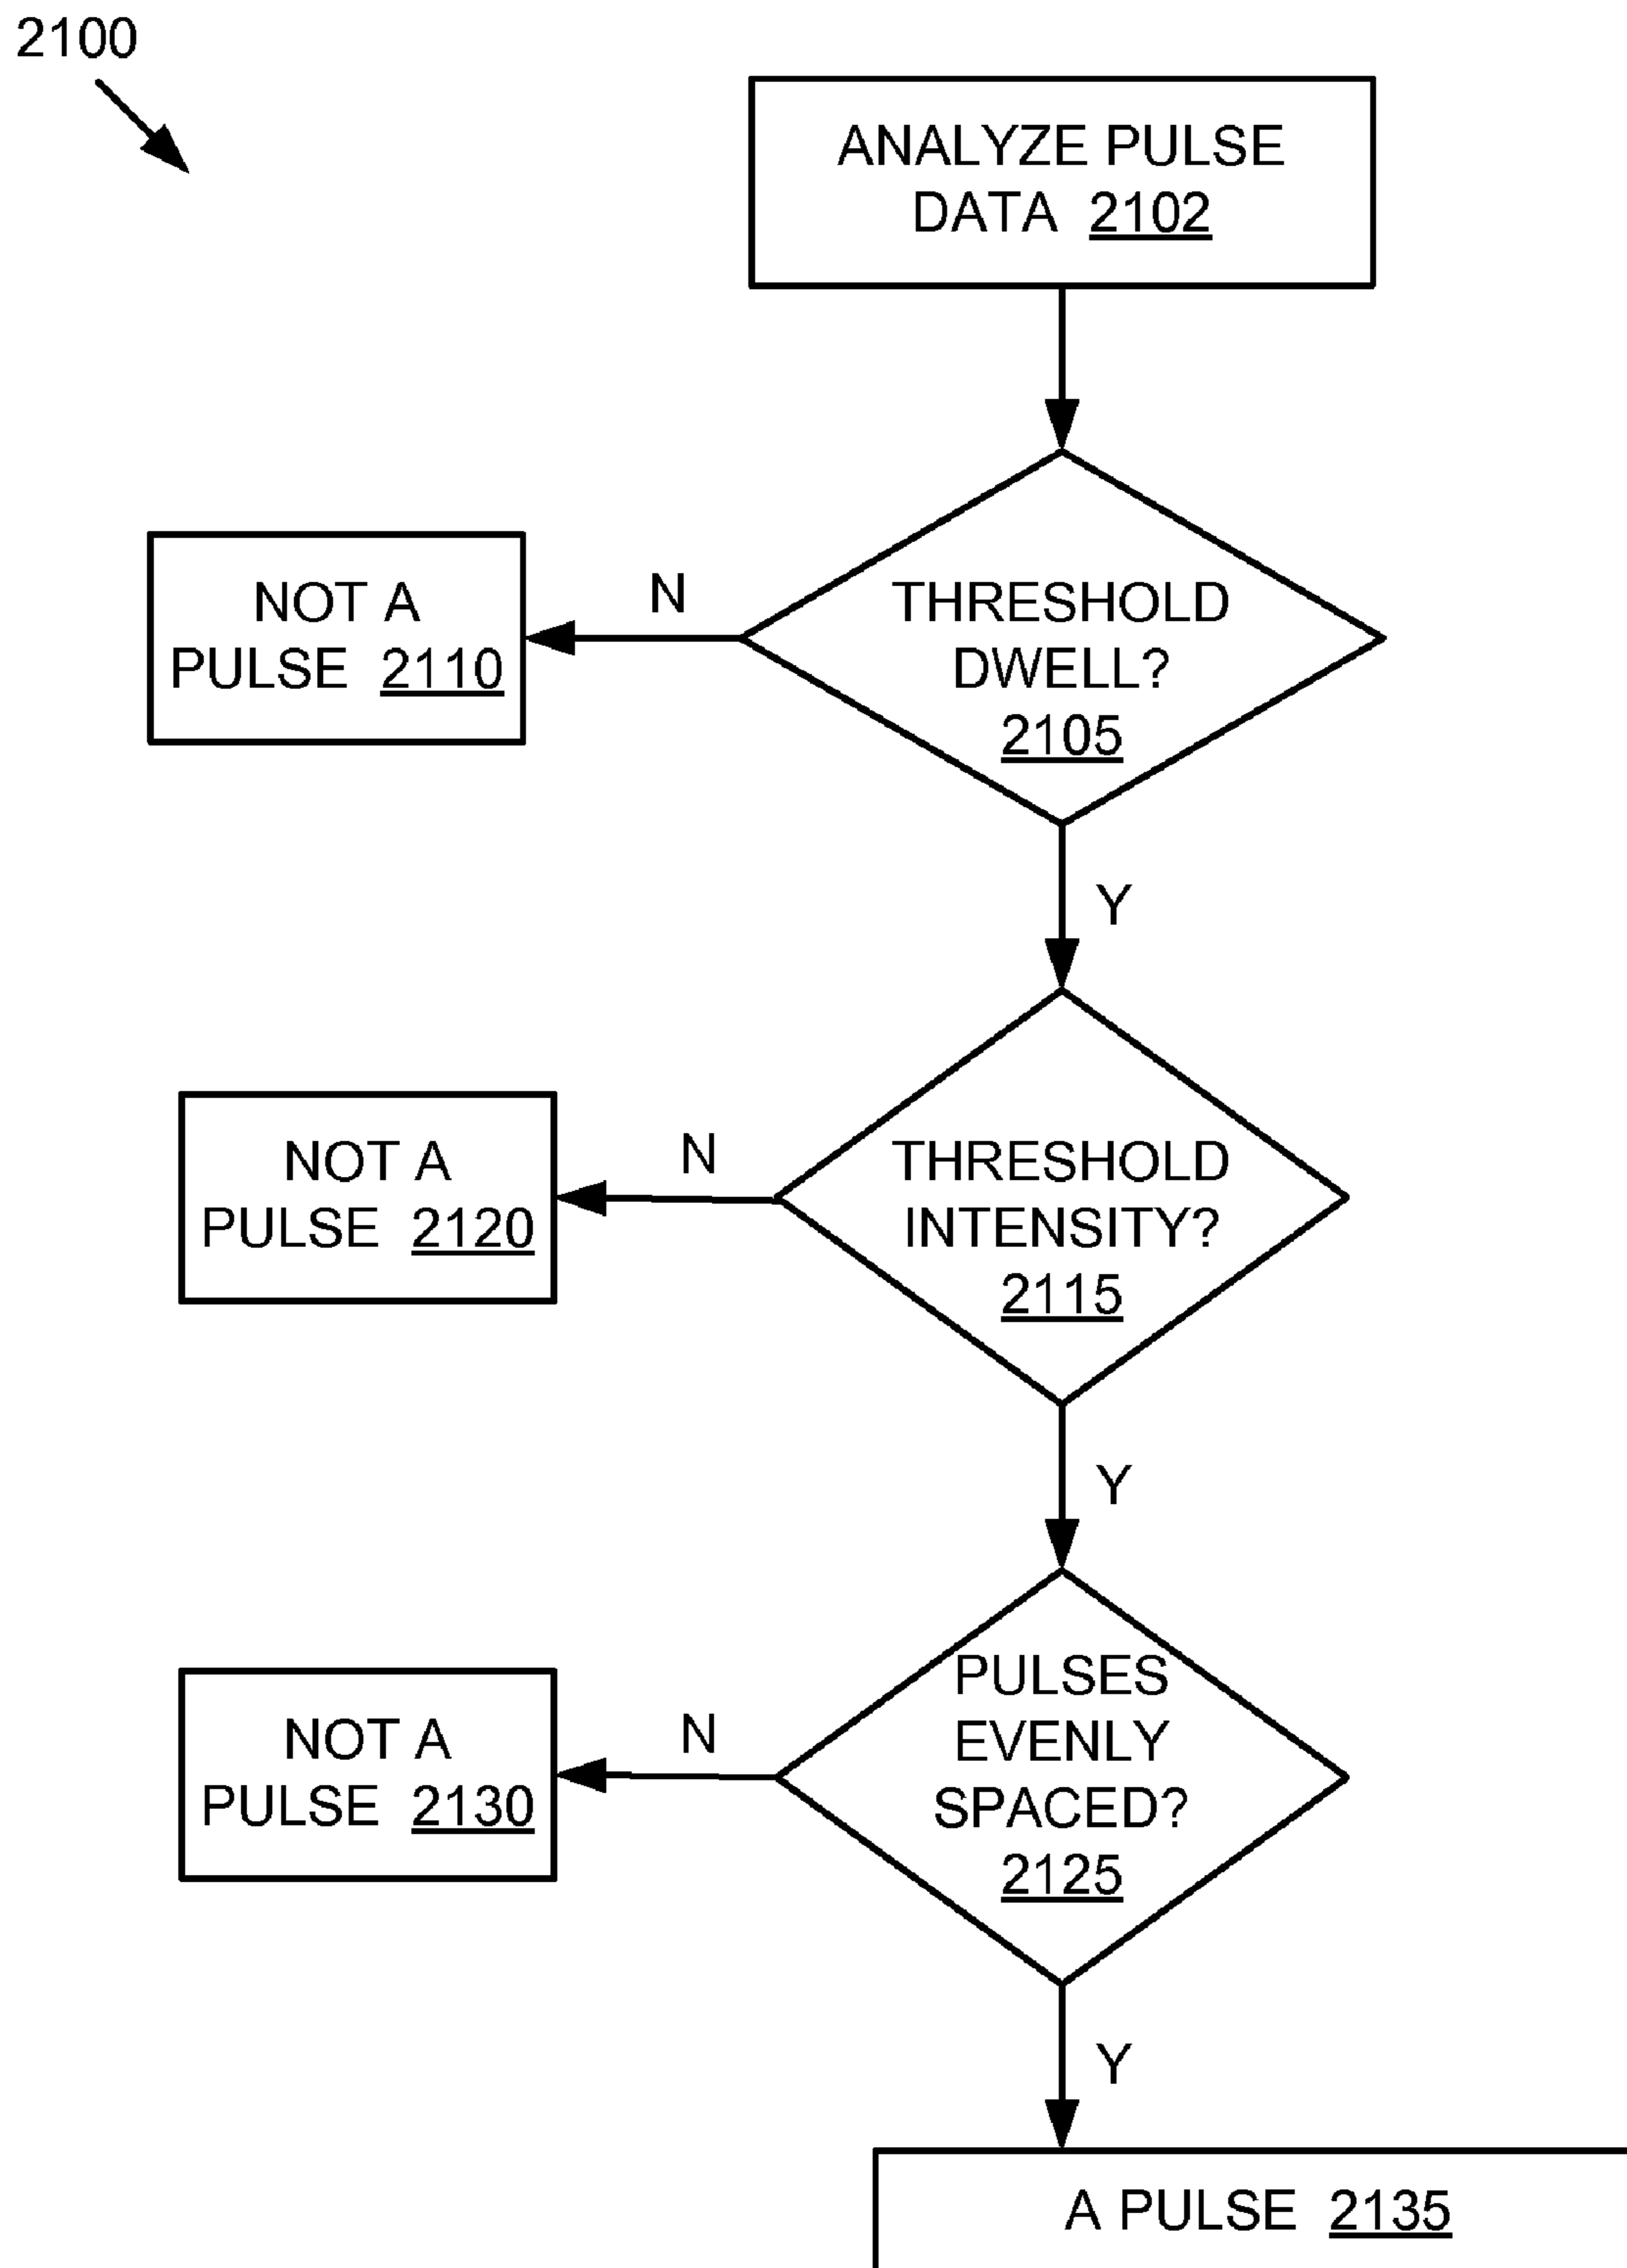 2100
ANALYZE PULSE
DATA 2102
THRESHOLD
DWELL?
2105
N
NOT A
PULSE 2110
Y
THRESHOLD
INTENSITY?
2115
N
NOT A
PULSE 2120
Y
PULSES
EVENLY
SPACED?
2125
N
NOT A
PULSE 2130
Y
A PULSE 2135